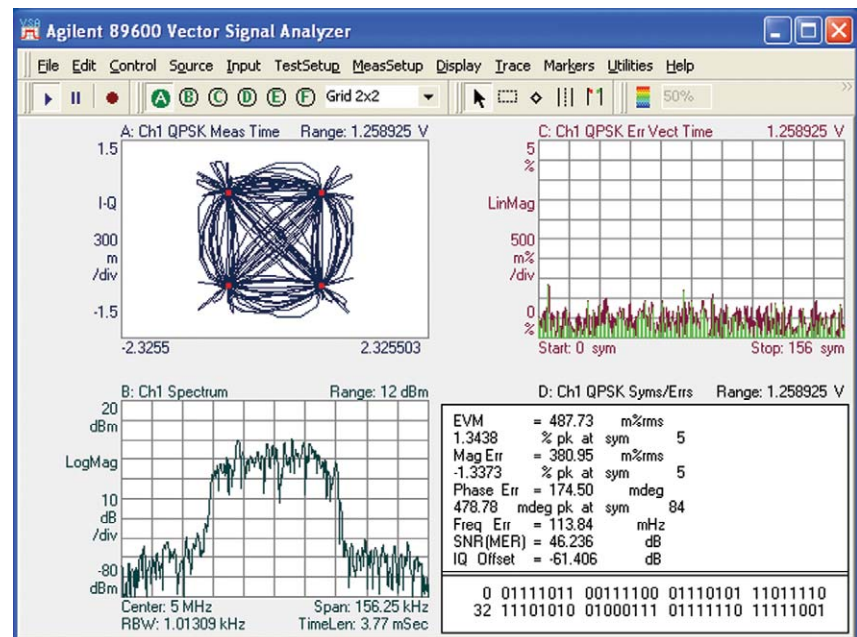 VSA
Agilent 89600 Vector Signal Analyzer
File Edit Control Source Input TestSetup MeasSetup Display Trace Markers Utilities Help
A B C D E F Grid 2x2 50%
A: Ch1 QPSK Meas Time Range: 1.258925 V
1.5
I-Q
300
m
/div
-1.5
-2.3255 2.325503
C: Ch1 QPSK Err Vect Time 1.258925 V
5
%
LinMag
500
m%
/div
0
%
Start: 0 sym Stop: 156 sym
B: Ch1 Spectrum Range: 12 dBm
20
dBm
LogMag
10
dB
/div
-80
dBm
Center: 5 MHz Span: 156.25 kHz
RBW: 1.01309 kHz TimeLen: 3.77 mSec
D: Ch1 QPSK Syms/Errs Range: 1.258925 V
EVM = 487.73 m%rms
1.3438 % pk at sym 5
Mag Err = 380.95 m%rms
-1.3373 % pk at sym 5
Phase Err = 174.50 mdeg
478.78 mdeg pk at sym 84
Freq Err = 113.84 mHz
SNR(MER) = 46.236 dB
IQ Offset = -61.406 dB
0 01111011 00111100 01110101 11011110
32 11101010 01000111 01111110 11111001